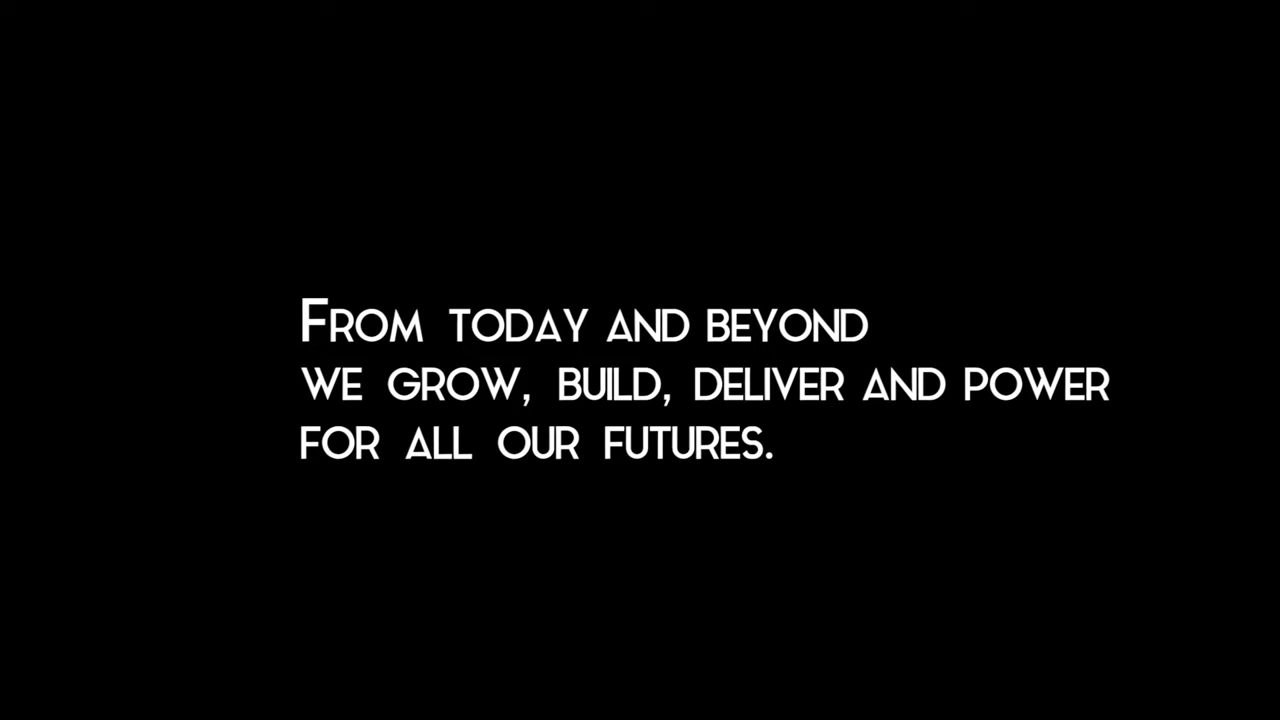 From today and beyond
we grow, build, deliver and power
for all our futures.